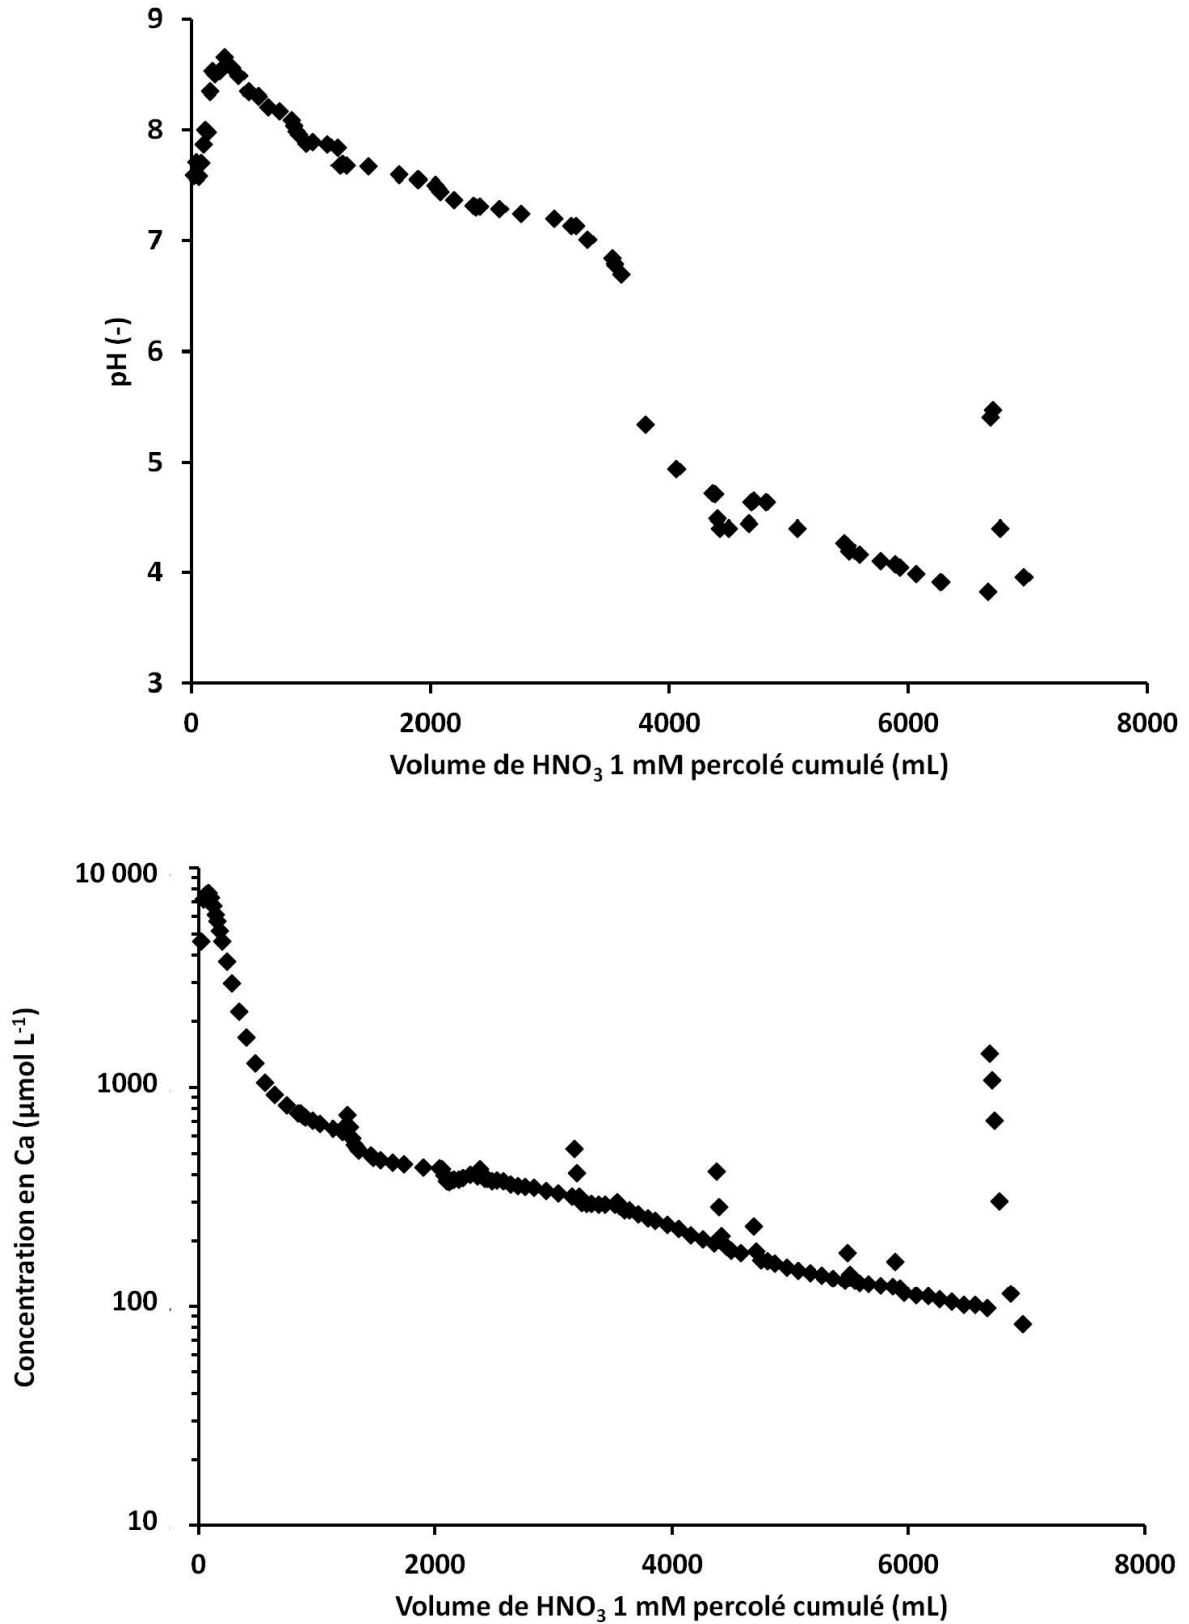 9
8
7
6
5
4
3
pH (-)
0 2000 4000 6000 8000
Volume de HNO₃ 1 mM percolé cumulé (mL)
10 000
1000
100
10
Concentration en Ca (µmol L⁻¹)
0 2000 4000 6000 8000
Volume de HNO₃ 1 mM percolé cumulé (mL)